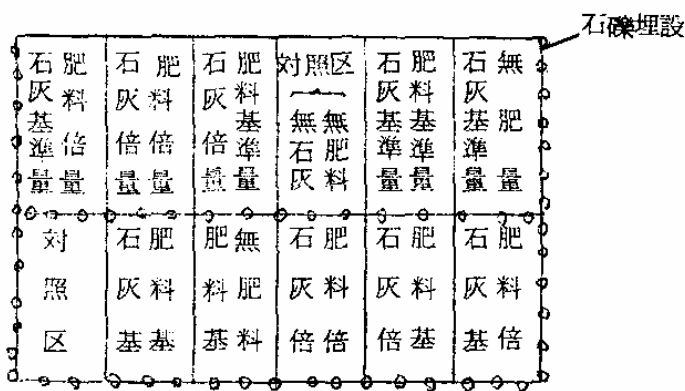 石礫埋設
無肥量
石灰基準量
肥料基準量
石灰基準量
対照区
無肥料
無石灰
肥料基準量
石灰倍量
肥料倍量
石灰倍量
肥料倍量
石灰基準量
肥料倍
石灰基
肥料基
石灰倍
肥料倍
石灰倍
無肥料
肥料基
肥料基
石灰基
対照区